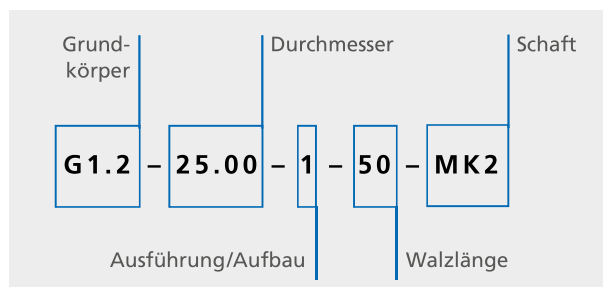 Grund-
körper
Durchmesser
Schaft
G1.2 – 25.00 – 1 – 50 – MK2
Ausführung/Aufbau
Walzlänge